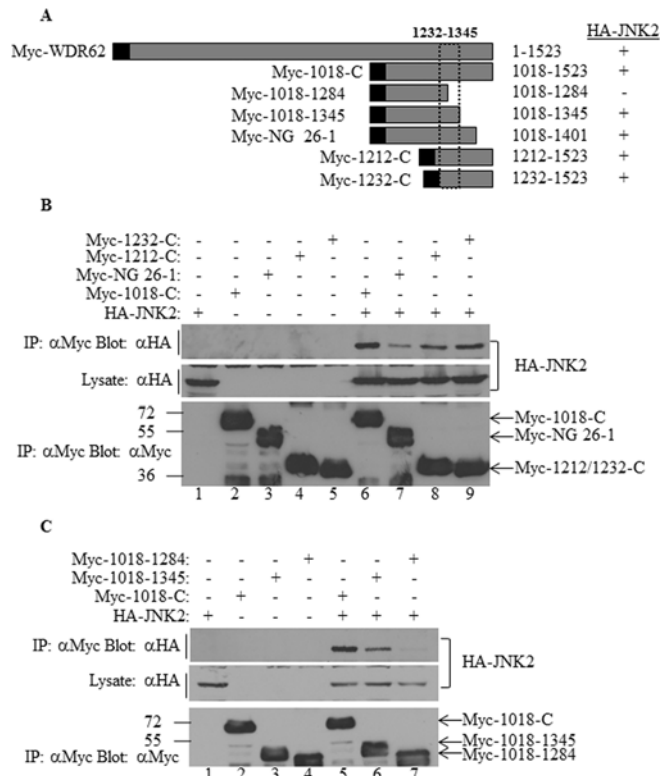 A
1232-1345
HA-JNK2
Myc-WDR62 1-1523 +
Myc-1018-C 1018-1523 +
Myc-1018-1284 1018-1284 -
Myc-1018-1345 1018-1345 +
Myc-NG 26-1 1018-1401 +
Myc-1212-C 1212-1523 +
Myc-1232-C 1232-1523 +
B
Myc-1232-C: - - - - + - - - +
Myc-1212-C: - - - + - - - + -
Myc-NG 26-1: - - + - - - + - -
Myc-1018-C: - + - - - + - - -
HA-JNK2: + - - - - + + + +
IP: αMyc Blot: αHA
HA-JNK2
Lysate: αHA
72
55
36
IP: αMyc Blot: αMyc
Myc-1018-C
Myc-NG 26-1
Myc-1212/1232-C
1 2 3 4 5 6 7 8 9
C
Myc-1018-1284: - - - + - - +
Myc-1018-1345: - - + - - + -
Myc-1018-C: - + - - + - -
HA-JNK2: + - - - + + +
IP: αMyc Blot: αHA
HA-JNK2
Lysate: αHA
72
55
IP: αMyc Blot: αMyc
Myc-1018-C
Myc-1018-1345
Myc-1018-1284
1 2 3 4 5 6 7